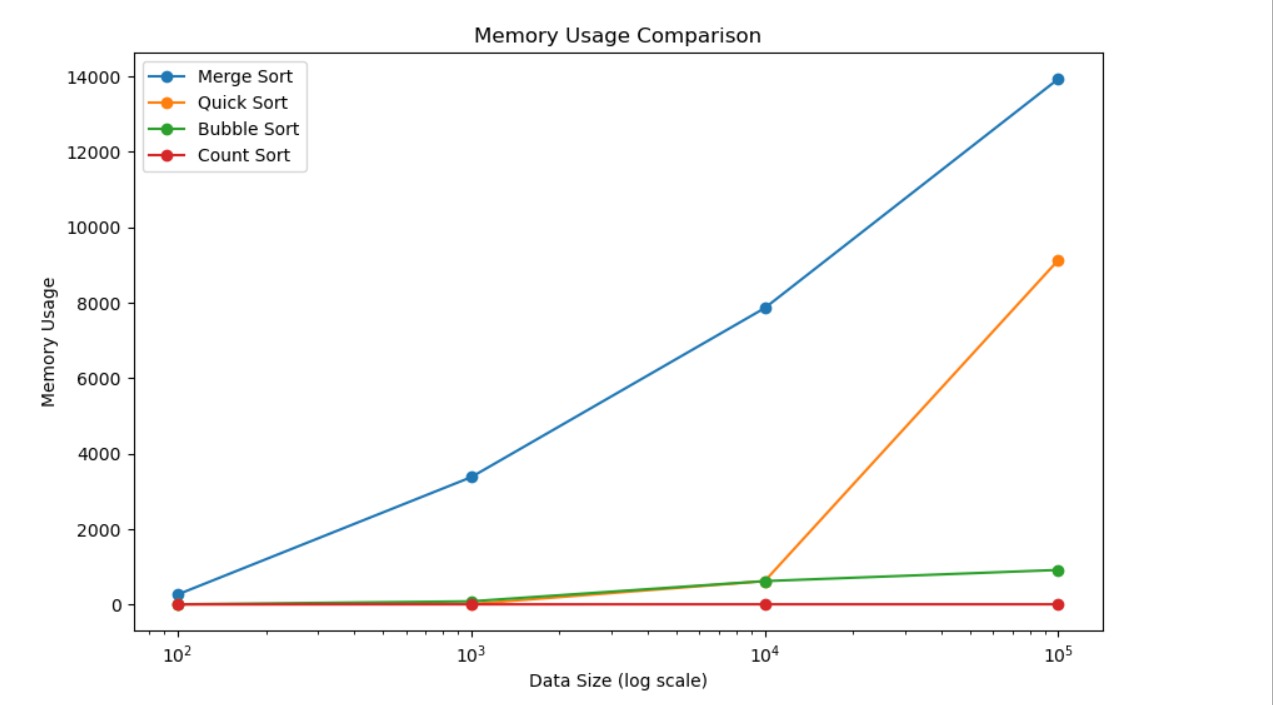 Memory Usage Comparison
Merge Sort
Quick Sort
Bubble Sort
Count Sort
14000
12000
10000
8000
6000
4000
2000
0
Memory Usage
10²
10³
10⁴
10⁵
Data Size (log scale)